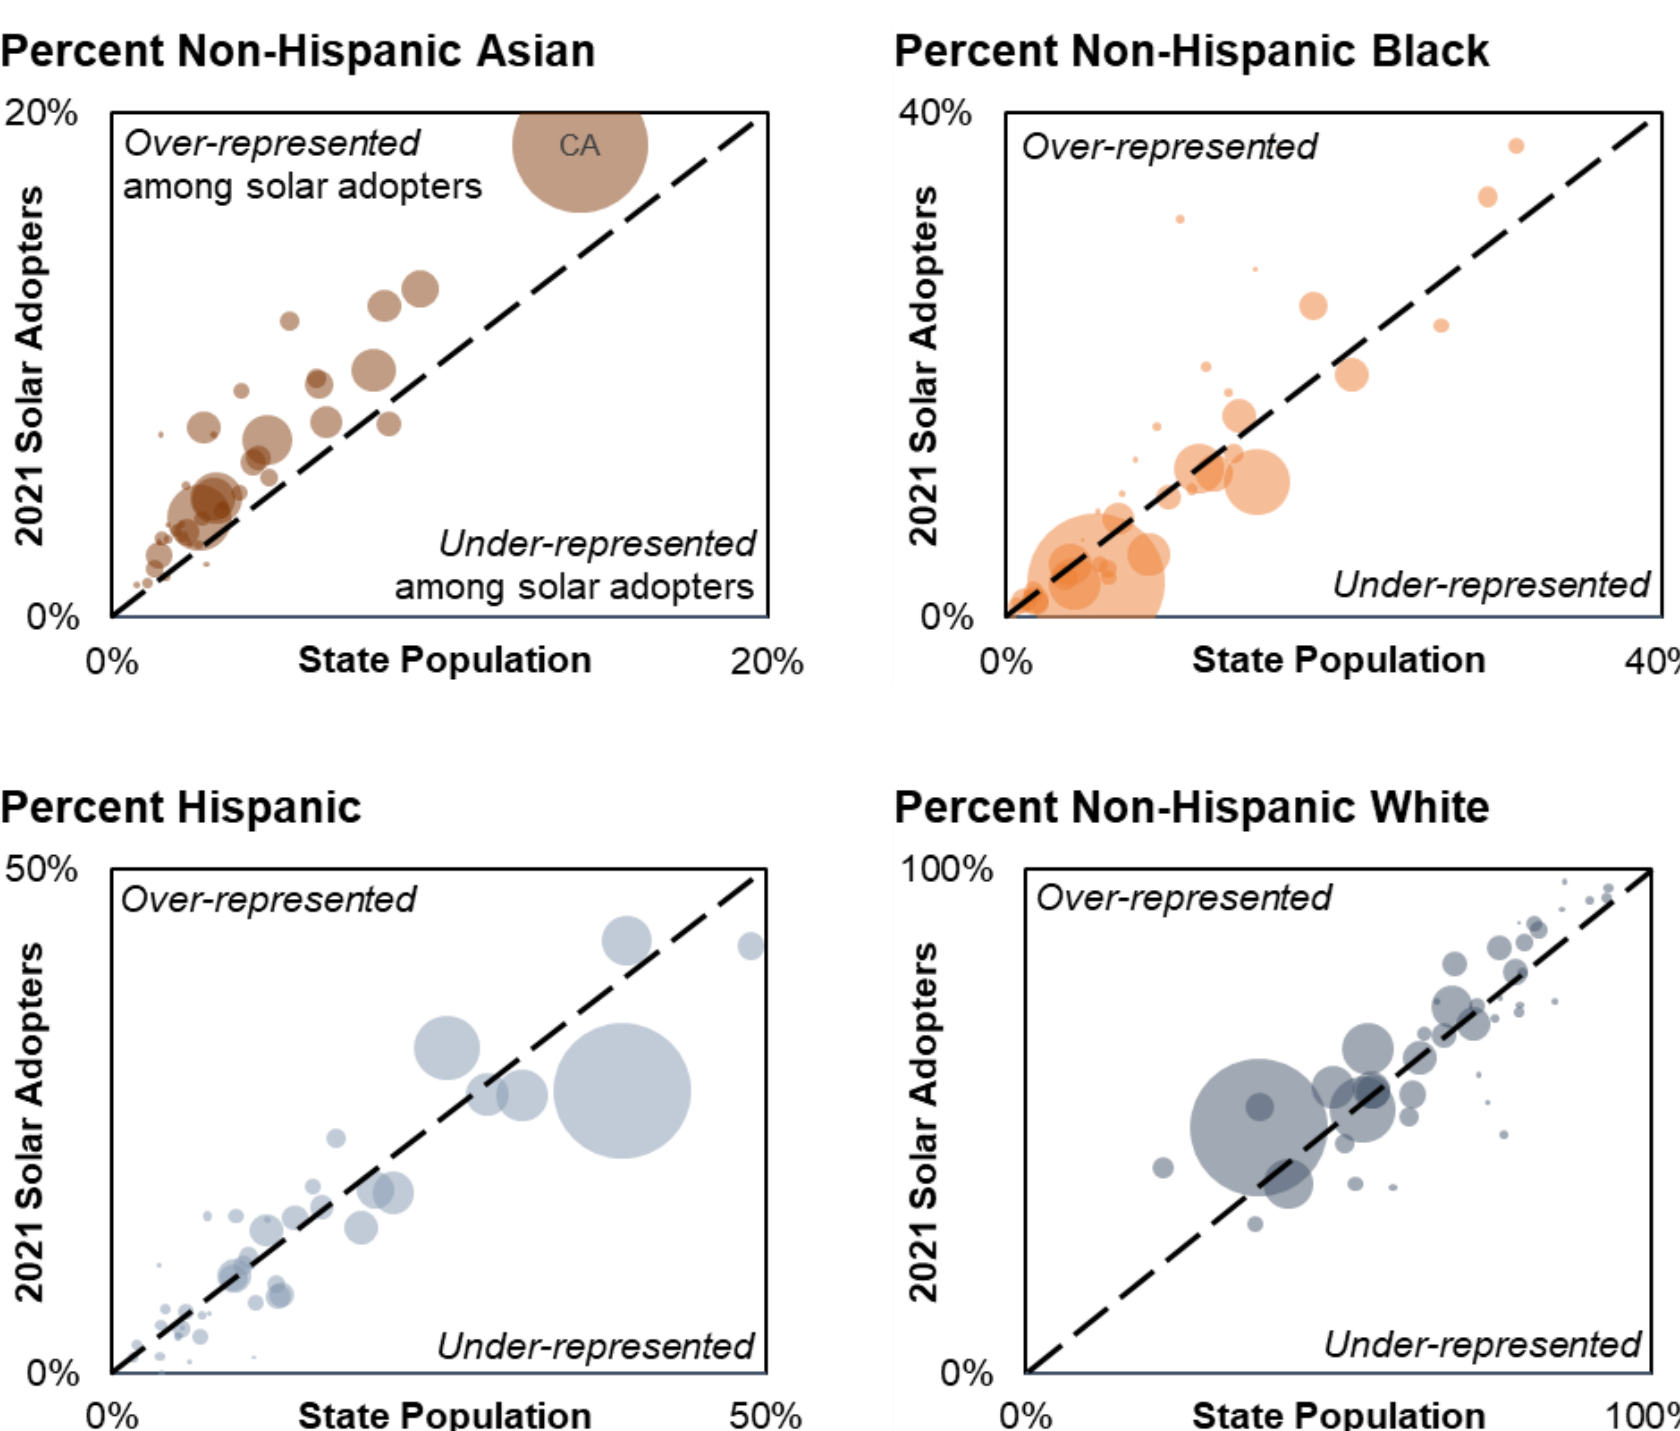 Percent Non-Hispanic Asian
20%
Over-represented
among solar adopters
CA
2021 Solar Adopters
Under-represented
among solar adopters
0%
0%
State Population
20%
Percent Non-Hispanic Black
40%
Over-represented
2021 Solar Adopters
Under-represented
0%
0%
State Population
40%
Percent Hispanic
50%
Over-represented
2021 Solar Adopters
Under-represented
0%
0%
State Population
50%
Percent Non-Hispanic White
100%
Over-represented
2021 Solar Adopters
Under-represented
0%
0%
State Population
100%